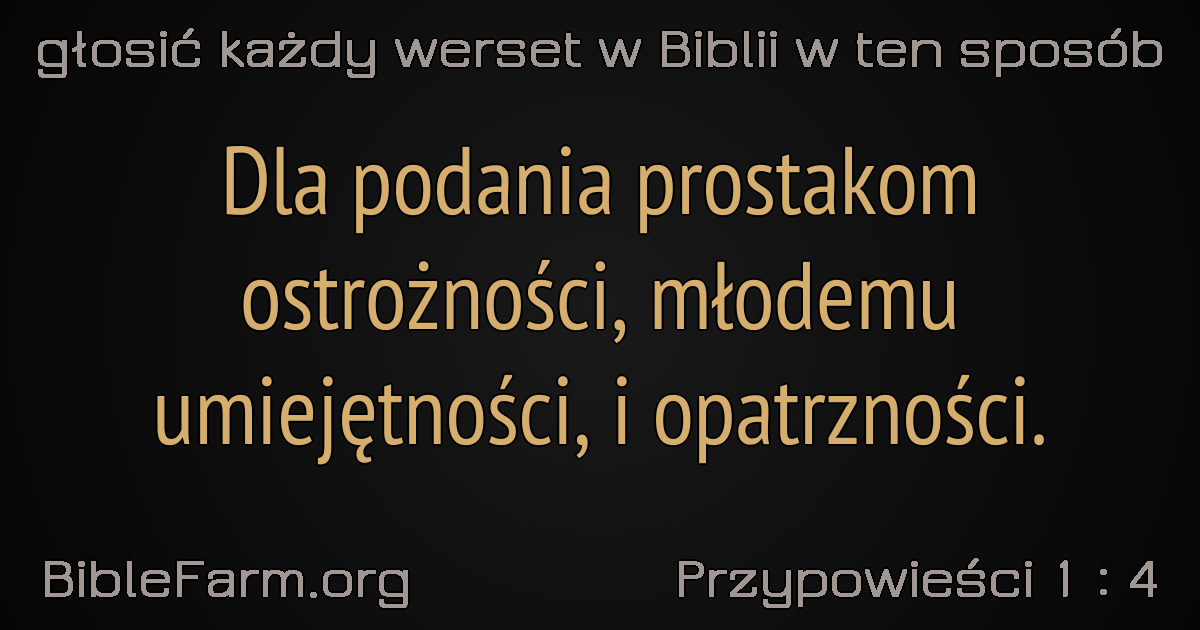 głosić każdy werset w Biblii w ten sposób
Dla podania prostakom
ostrożności, młodemu
umiejętności, i opatrzności.
BibleFarm.org
Przypowieści 1 : 4